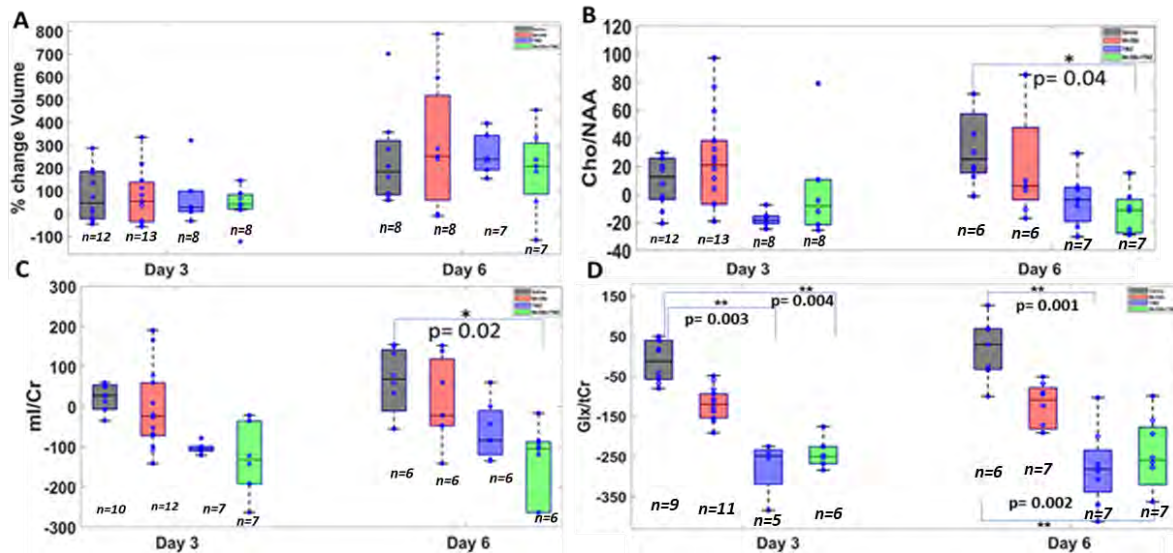 A
% change Volume
800
700
600
500
400
300
200
100
0
-100
n=12
n=13
n=8
n=8
n=8
n=8
n=7
n=7
Day 3
Day 6
B
Cho/NAA
100
80
60
40
20
0
-20
-40
*
p= 0.04
n=12
n=13
n=8
n=8
n=6
n=6
n=7
n=7
Day 3
Day 6
C
ml/Cr
300
200
100
0
-100
-200
-300
*
p= 0.02
n=10
n=12
n=7
n=7
n=6
n=6
n=6
n=6
Day 3
Day 6
D
Glx/tCr
150
50
-50
-150
-250
-350
**
**
p= 0.004
p= 0.003
**
p= 0.001
n=9
n=11
n=5
n=6
n=6
n=7
n=7
n=7
p= 0.002
**
Day 3
Day 6